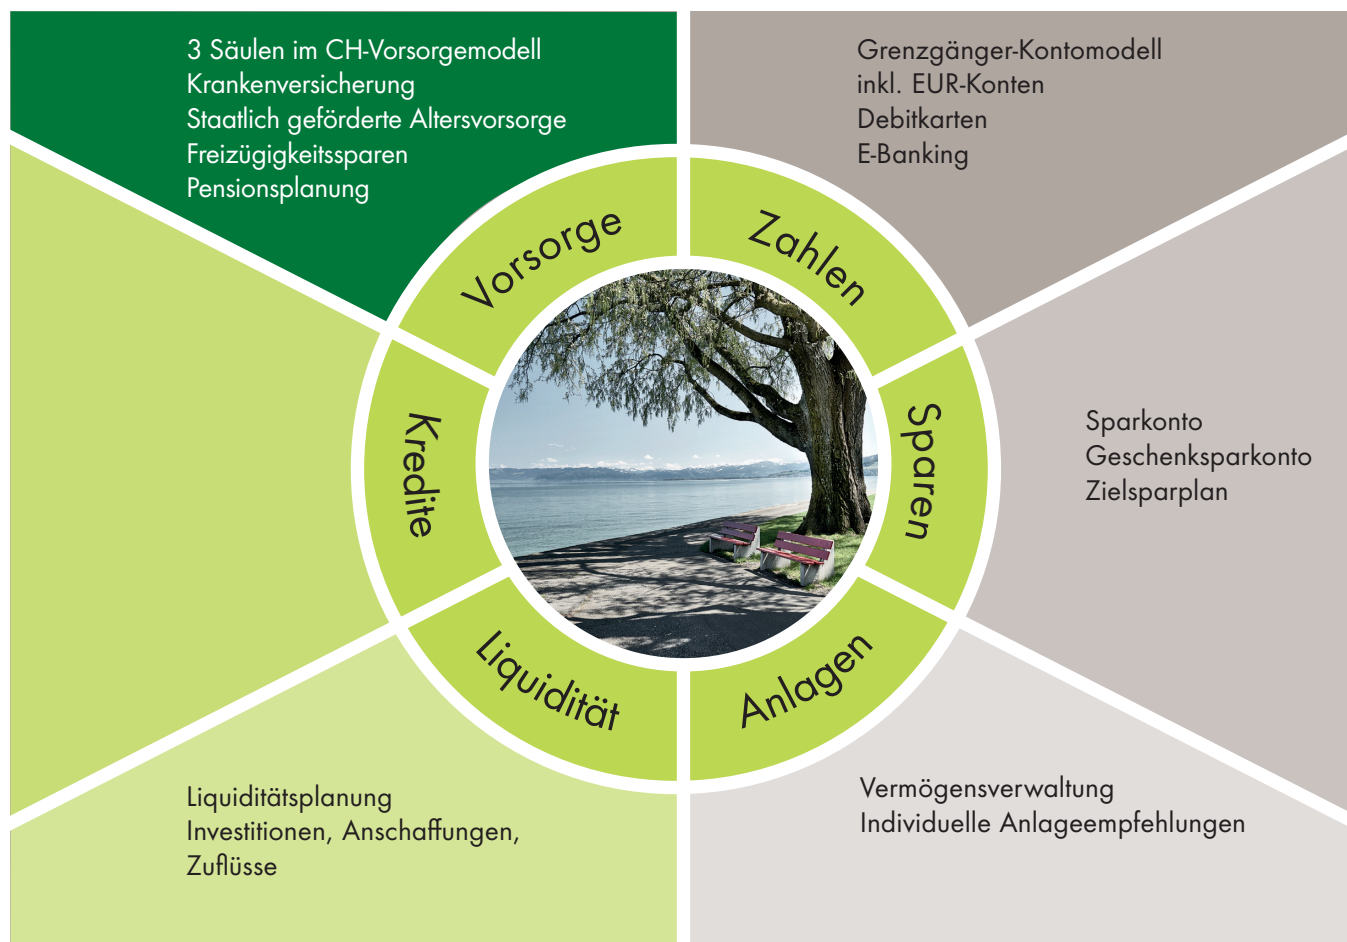 3 Säulen im CH-Vorsorgemodell
Krankenversicherung
Staatlich geförderte Altersvorsorge
Freizügigkeitssparen
Pensionsplanung
Grenzgänger-Kontomodell
inkl. EUR-Konten
Debitkarten
E-Banking
Vorsorge
Zahlen
Kredite
Sparen
Sparkonto
Geschenksparkonto
Zielsparplan
Liquidität
Anlagen
Liquiditätsplanung
Investitionen, Anschaffungen,
Zuflüsse
Vermögensverwaltung
Individuelle Anlageempfehlungen